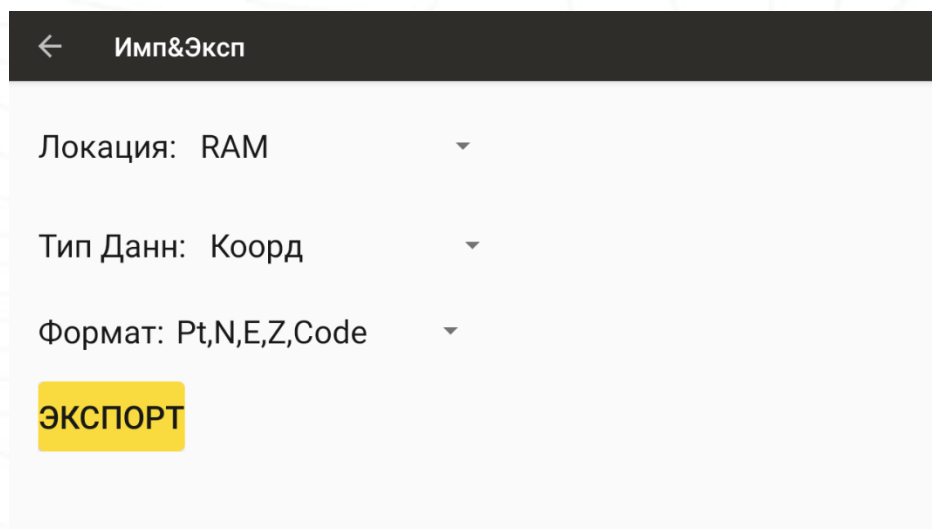 Имп&Эксп
Локация: RAM
Тип Данн: Коорд
Формат: Pt,N,E,Z,Code
ЭКСПОРТ